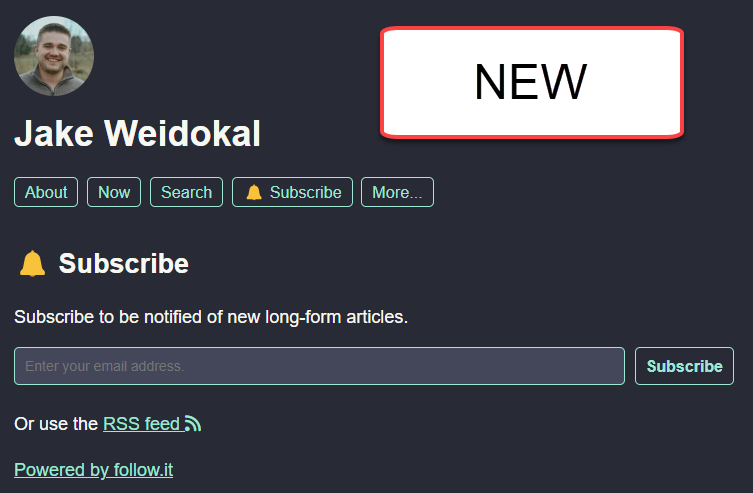 NEW
Jake Weidokal
About Now Search Subscribe More...
Subscribe
Subscribe to be notified of new long-form articles.
Enter your email address. Subscribe
Or use the RSS feed
Powered by follow.it